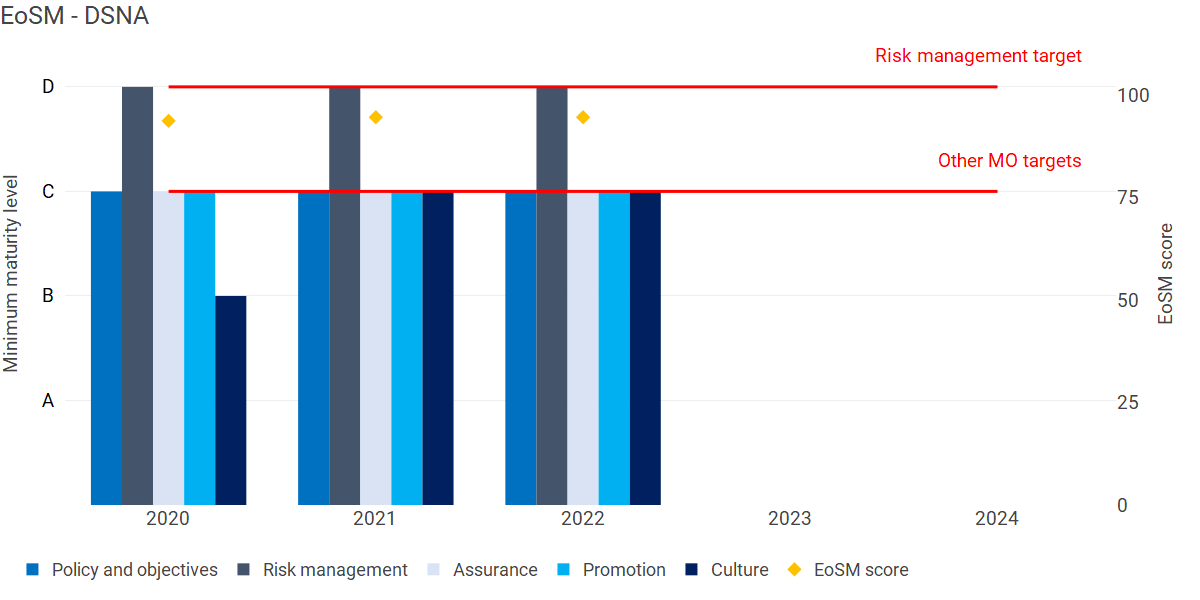 EoSM - DSNA
Risk management target
D
100
Other MO targets
C
75
B
50
A
25
0
Minimum maturity level
EoSM score
2020 2021 2022 2023 2024
Policy and objectives Risk management Assurance Promotion Culture EoSM score